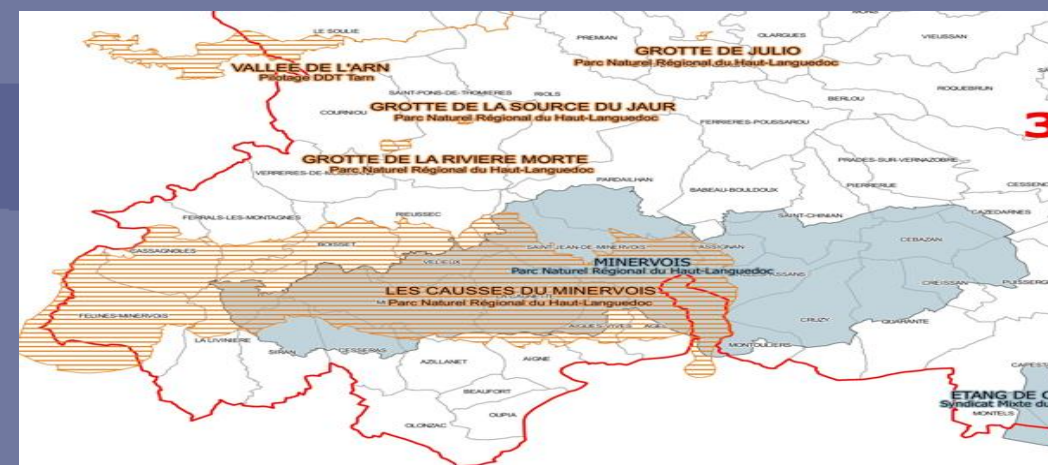 LE SOULIE
PREMIAN
OLARGUES
VIEUSSAN
GROTTE DE JULIO
Parc Naturel Régional du Haut-Languedoc
VALLEE DE L'ARN
Pilotage DDT Tarn
SAINT-PONS-DE-THOMIERES
RIOLS
ROQUEBRUN
BERLOU
COURNIOU
GROTTE DE LA SOURCE DU JAUR
Parc Naturel Régional du Haut-Languedoc
FERRIERES-POUSSAROU
3
GROTTE DE LA RIVIERE MORTE
Parc Naturel Régional du Haut-Languedoc
VERRERIES-DE-
PRADES-SUR-VERNAZOBRE
PARDAILHAN
BABEAU-BOULDOUX
PIERRERUE
CESSENO
FERRALS-LES-MONTAGNES
RIEUSSEC
SAINT-CHINIAN
CAZEDARNES
CASSAGNOLES
BOISSET
SAINT-JEAN-DE-MINERVOIS
ASSIGNAN
CEBAZAN
VELIEUX
MINERVOIS
Parc Naturel Régional du Haut-Languedoc
SSANS
CREISSAN
PUISSERG
LES CAUSSES DU MINERVOIS
Parc Naturel Régional du Haut-Languedoc
FELINES-MINERVOIS
AIGUES-VIVES
AGEL
CRUZY
QUARANTE
LA LIVINIERE
SIRAN
CESSERAS
AZILLANET
AIGNE
MONTOULIERS
CAPEST
BEAUFORT
ETANG DE C
Syndicat Mixte du
OUPIA
MONTELS
OLONZAC